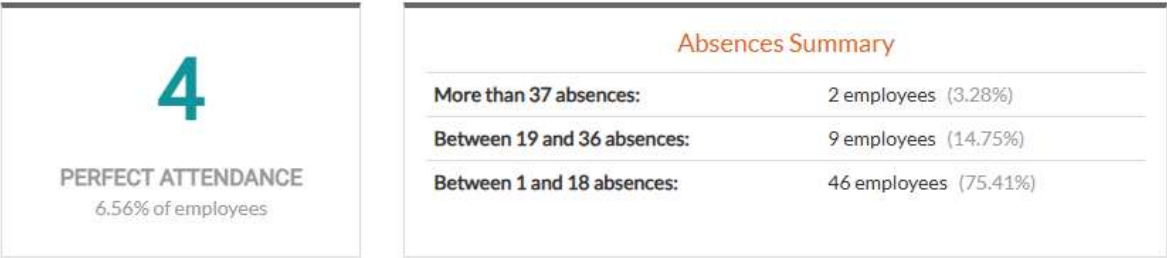 4
PERFECT ATTENDANCE
6.56% of employees
Absences Summary
More than 37 absences: 2 employees (3.28%)
Between 19 and 36 absences: 9 employees (14.75%)
Between 1 and 18 absences: 46 employees (75.41%)